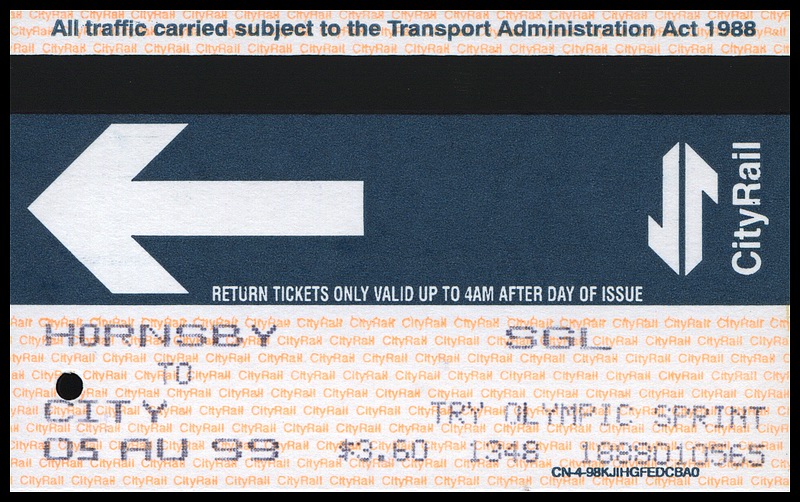 All traffic carried subject to the Transport Administration Act 1988
CityRail
RETURN TICKETS ONLY VALID UP TO 4AM AFTER DAY OF ISSUE
HORNSBY SGL
TO
CITY TRY OLYMPIC SPRINT
05 AU 99 $3.60 1348 1888010565
CN-4-98KJIHGFEDCBA0